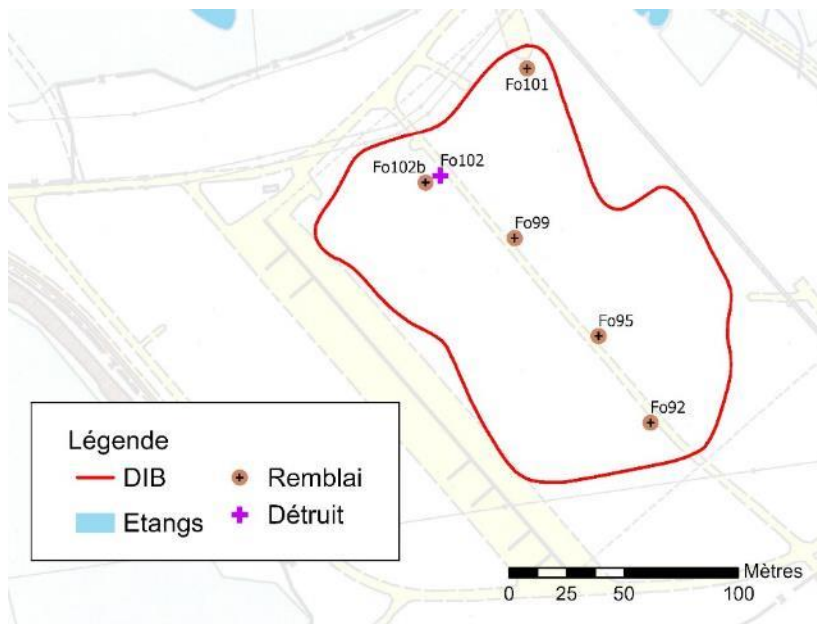 Fo101
Fo102
Fo102b
Fo99
Fo95
Fo92
Légende
DIB
Remblai
Etangs
Détruit
Mètres
0 25 50 100